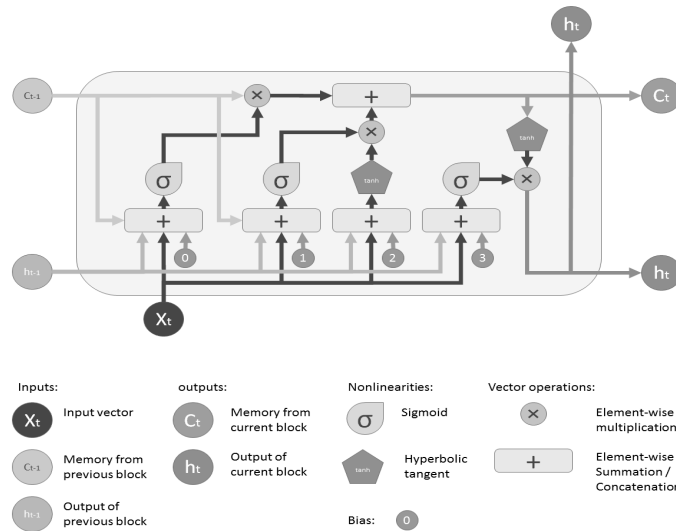 ht
Ct-1
×
+
Ct
tanh
×
σ
σ
tanh
σ
×
+
+
+
+
0
1
2
3
ht-1
ht
Xt
Inputs:
outputs:
Nonlinearities:
Vector operations:
Xt
Input vector
Ct
Memory from
current block
σ
Sigmoid
×
Element-wise
multiplication
Ct-1
Memory from
previous block
ht
Output of
current block
tanh
Hyperbolic
tangent
+
Element-wise
Summation /
Concatenation
ht-1
Output of
previous block
Bias:
0